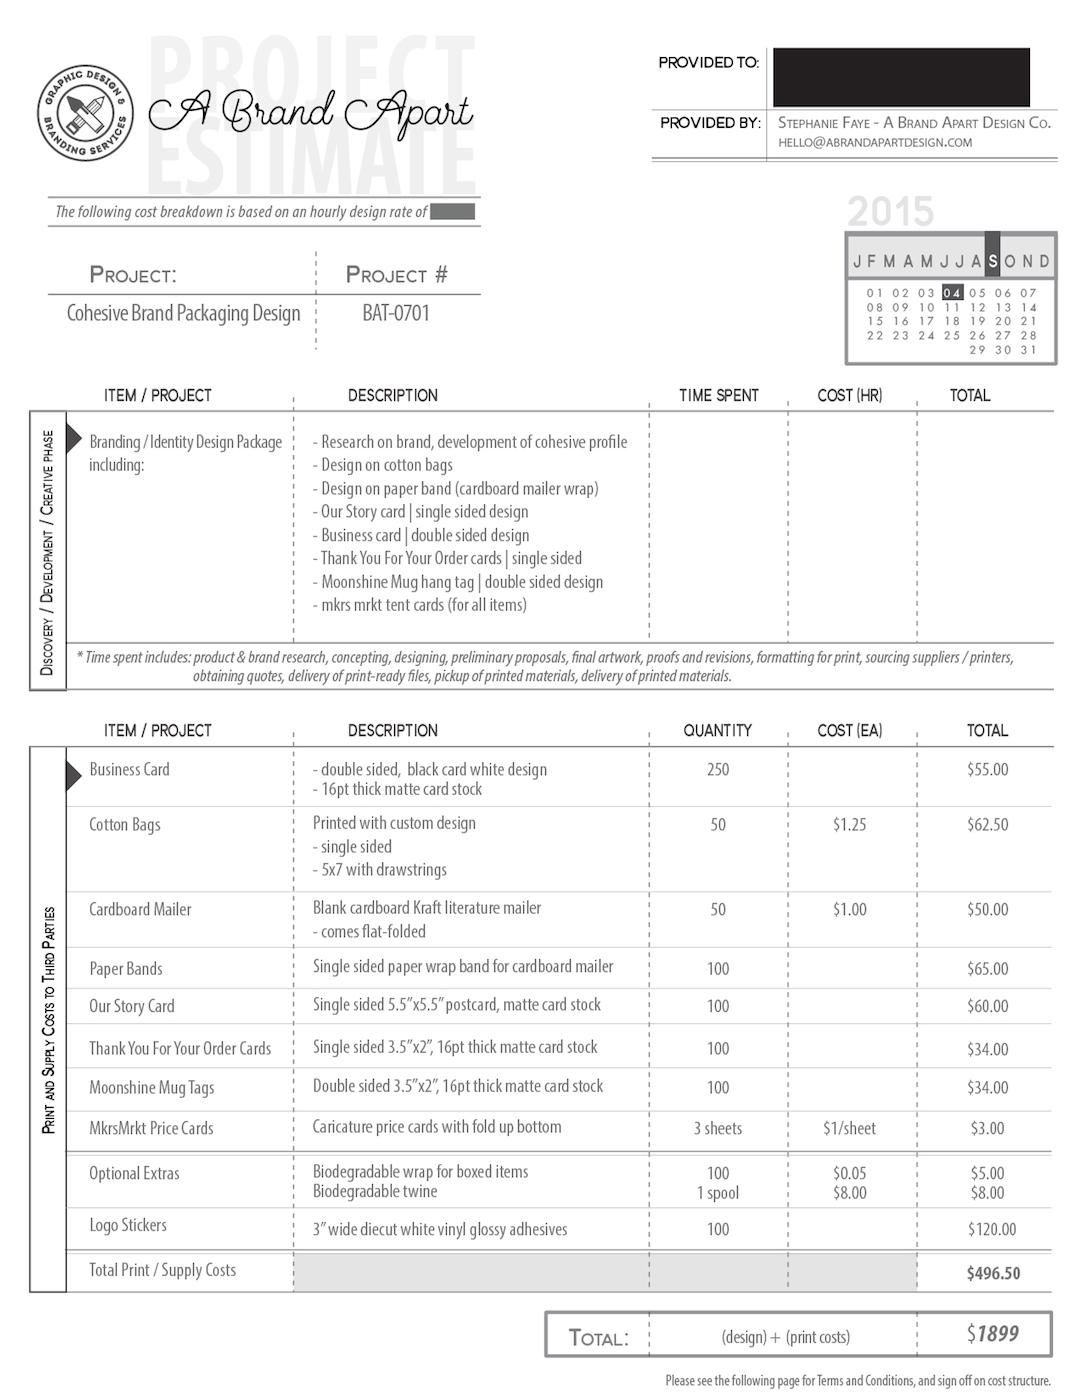 PROJECT
ESTIMATE
GRAPHIC DESIGN & BRANDING SERVICES
A Brand Apart
PROVIDED TO:
PROVIDED BY: STEPHANIE FAYE - A BRAND APART DESIGN CO.
HELLO@ABRANDAPARTDESIGN.COM
The following cost breakdown is based on an hourly design rate of
2015
J F M A M J J A S O N D
01 02 03 04 05 06 07
08 09 10 11 12 13 14
15 16 17 18 19 20 21
22 23 24 25 26 27 28
29 30 31
PROJECT: PROJECT #
Cohesive Brand Packaging Design BAT-0701
ITEM / PROJECT DESCRIPTION TIME SPENT COST (HR) TOTAL
DISCOVERY / DEVELOPMENT / CREATIVE PHASE
Branding / Identity Design Package - Research on brand, development of cohesive profile
including: - Design on cotton bags
- Design on paper band (cardboard mailer wrap)
- Our Story card | single sided design
- Business card | double sided design
- Thank You For Your Order cards | single sided
- Moonshine Mug hang tag | double sided design
- mkrs mrkt tent cards (for all items)
* Time spent includes: product & brand research, concepting, designing, preliminary proposals, final artwork, proofs and revisions, formatting for print, sourcing suppliers / printers,
obtaining quotes, delivery of print-ready files, pickup of printed materials, delivery of printed materials.
ITEM / PROJECT DESCRIPTION QUANTITY COST (EA) TOTAL
PRINT AND SUPPLY COSTS TO THIRD PARTIES
Business Card - double sided, black card white design 250 $55.00
- 16pt thick matte card stock
Cotton Bags Printed with custom design 50 $1.25 $62.50
- single sided
- 5x7 with drawstrings
Cardboard Mailer Blank cardboard Kraft literature mailer 50 $1.00 $50.00
- comes flat-folded
Paper Bands Single sided paper wrap band for cardboard mailer 100 $65.00
Our Story Card Single sided 5.5”x5.5” postcard, matte card stock 100 $60.00
Thank You For Your Order Cards Single sided 3.5”x2”, 16pt thick matte card stock 100 $34.00
Moonshine Mug Tags Double sided 3.5”x2”, 16pt thick matte card stock 100 $34.00
MkrsMrkt Price Cards Caricature price cards with fold up bottom 3 sheets $1/sheet $3.00
Optional Extras Biodegradable wrap for boxed items 100 $0.05 $5.00
Biodegradable twine 1 spool $8.00 $8.00
Logo Stickers 3” wide diecut white vinyl glossy adhesives 100 $120.00
Total Print / Supply Costs $496.50
TOTAL: (design) + (print costs) $1899
Please see the following page for Terms and Conditions, and sign off on cost structure.